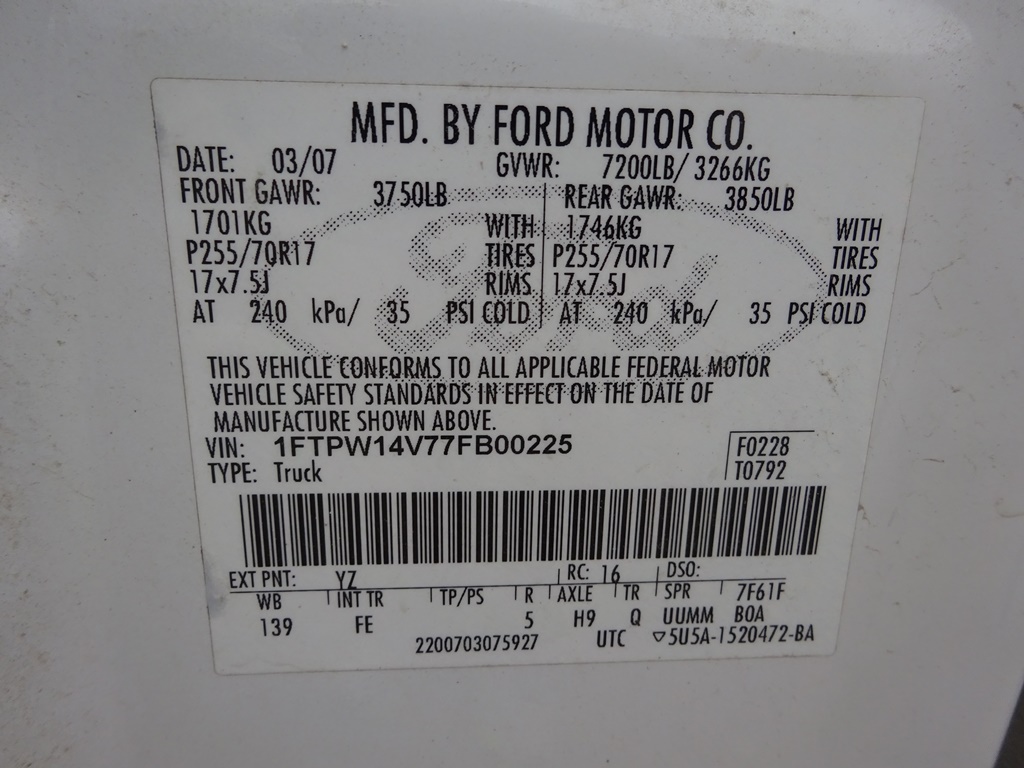 MFD. BY FORD MOTOR CO.
DATE: 03/07 GVWR: 7200LB/ 3266KG
FRONT GAWR: 3750LB REAR GAWR: 3850LB
1701KG WITH 1746KG WITH
P255/70R17 TIRES P255/70R17 TIRES
17x7.5J RIMS 17x7.5J RIMS
AT 240 kPa/ 35 PSI COLD AT 240 kPa/ 35 PSI COLD
Ford
THIS VEHICLE CONFORMS TO ALL APPLICABLE FEDERAL MOTOR
VEHICLE SAFETY STANDARDS IN EFFECT ON THE DATE OF
MANUFACTURE SHOWN ABOVE.
VIN: 1FTPW14V77FB00225 F0228
TYPE: Truck T0792
EXT PNT: YZ RC: 16 DSO:
WB INT TR TP/PS R AXLE TR SPR 7F61F
139 FE 5 H9 Q UUMM B0A
2200703075927 UTC ▽5U5A-1520472-BA